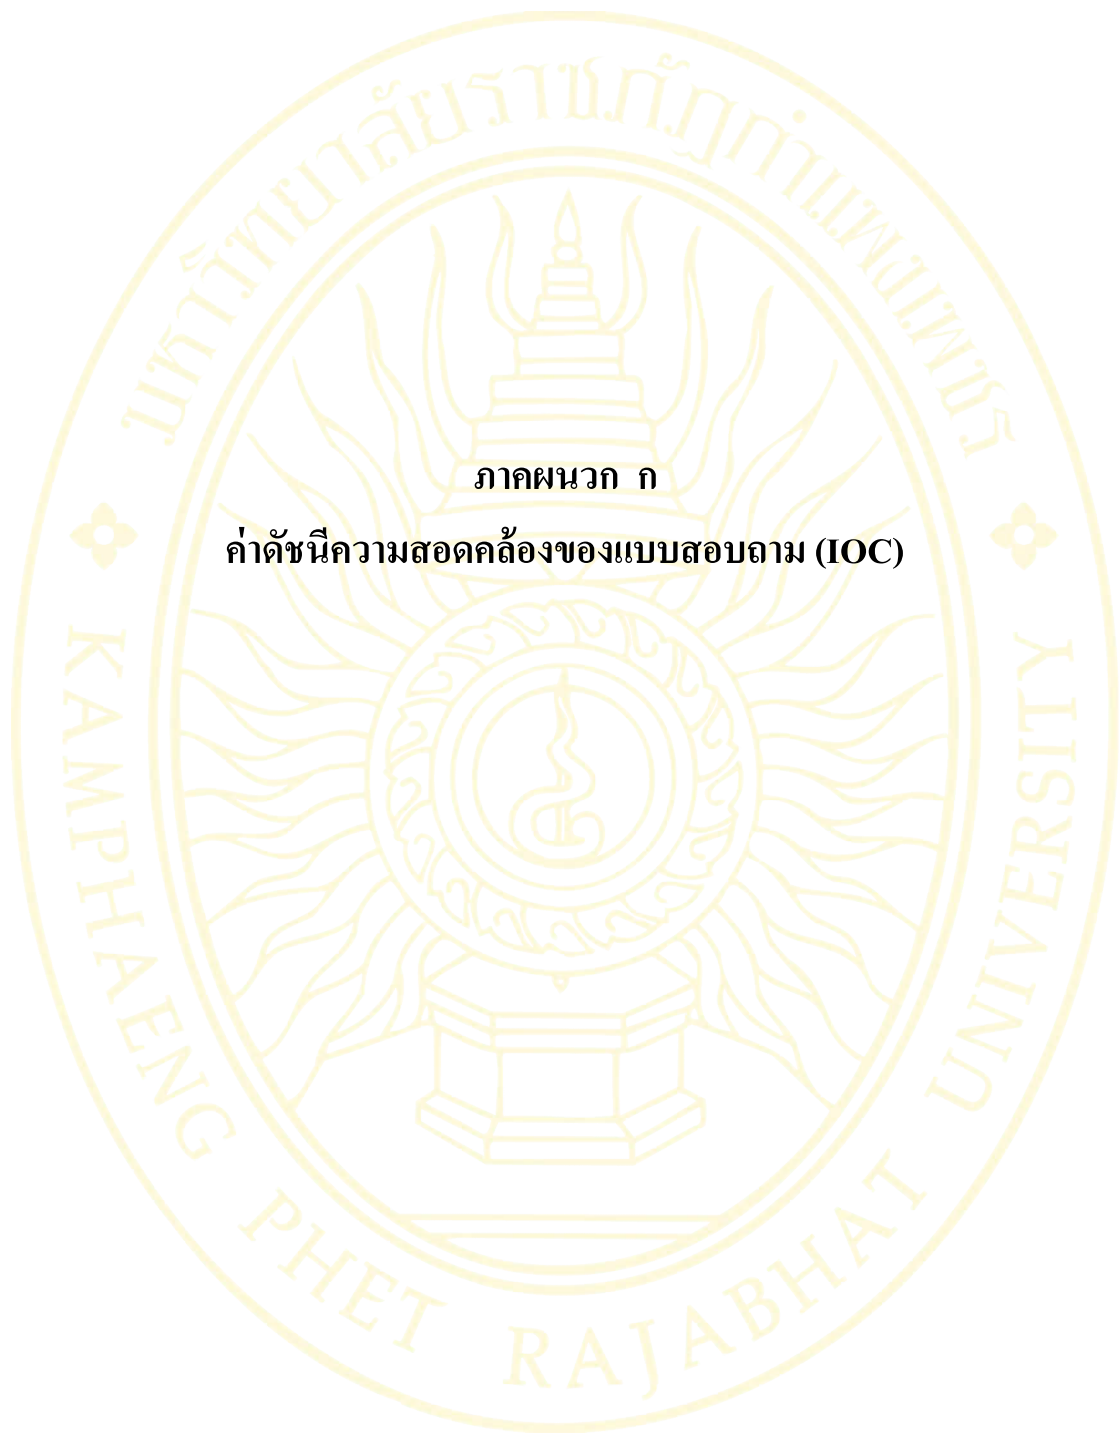 มหาวิทยาลัยราชภัฏกำแพงเพชร
ภาคผนวก ก
ค่าดัชนีความสอดคล้องของแบบสอบถาม (IOC)
KAMPHAENG PHET RAJABHAT UNIVERSITY